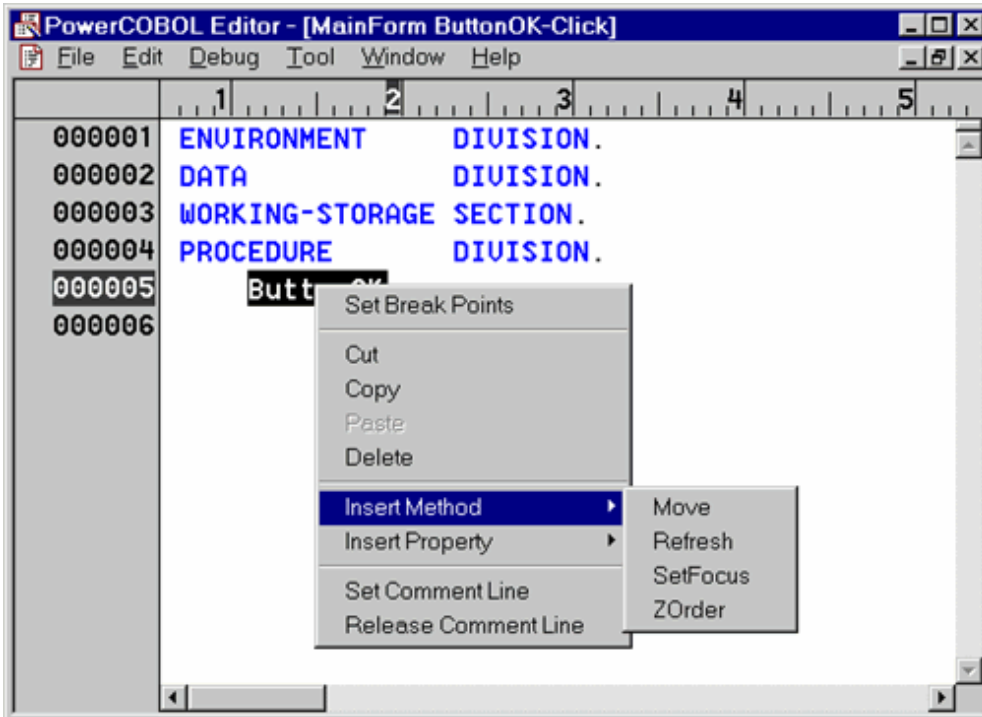 PowerCOBOL Editor - [MainForm ButtonOK-Click]
File Edit Debug Tool Window Help
1 2 3 4 5
000001 ENVIRONMENT DIVISION.
000002 DATA DIVISION.
000003 WORKING-STORAGE SECTION.
000004 PROCEDURE DIVISION.
000005 Butt OK
000006
Set Break Points
Cut
Copy
Paste
Delete
Insert Method
Insert Property
Set Comment Line
Release Comment Line
Move
Refresh
SetFocus
ZOrder